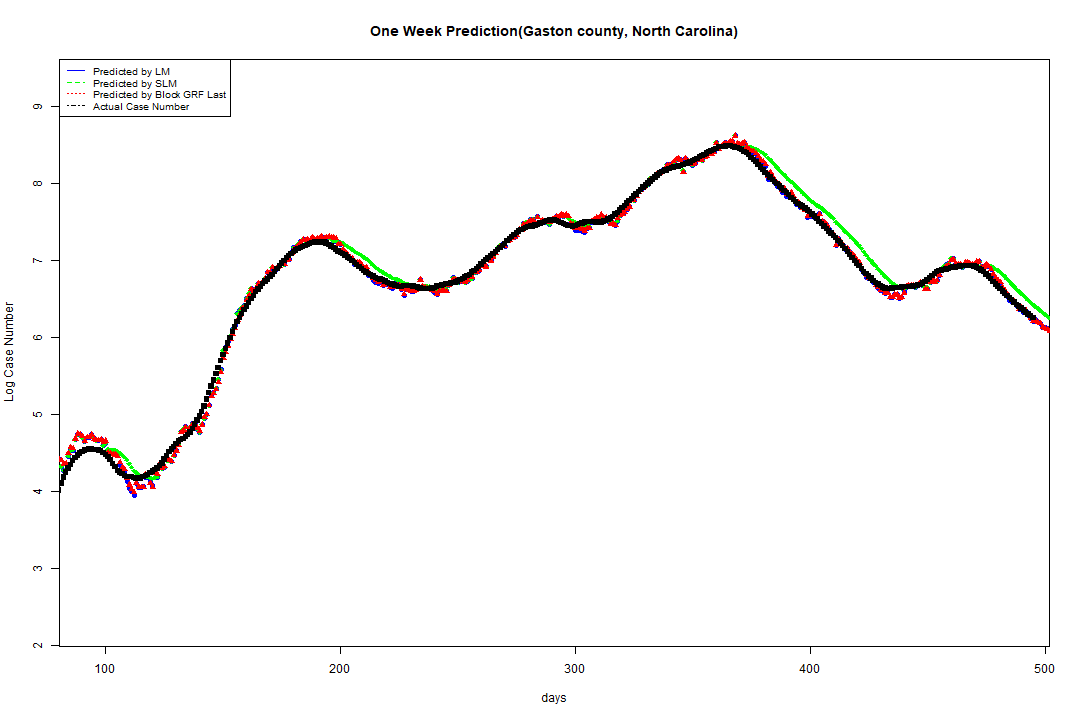 One Week Prediction(Gaston county, North Carolina)
Predicted by LM
Predicted by SLM
Predicted by Block GRF Last
Actual Case Number
9
8
7
6
5
4
3
2
Log Case Number
100 200 300 400 500
days